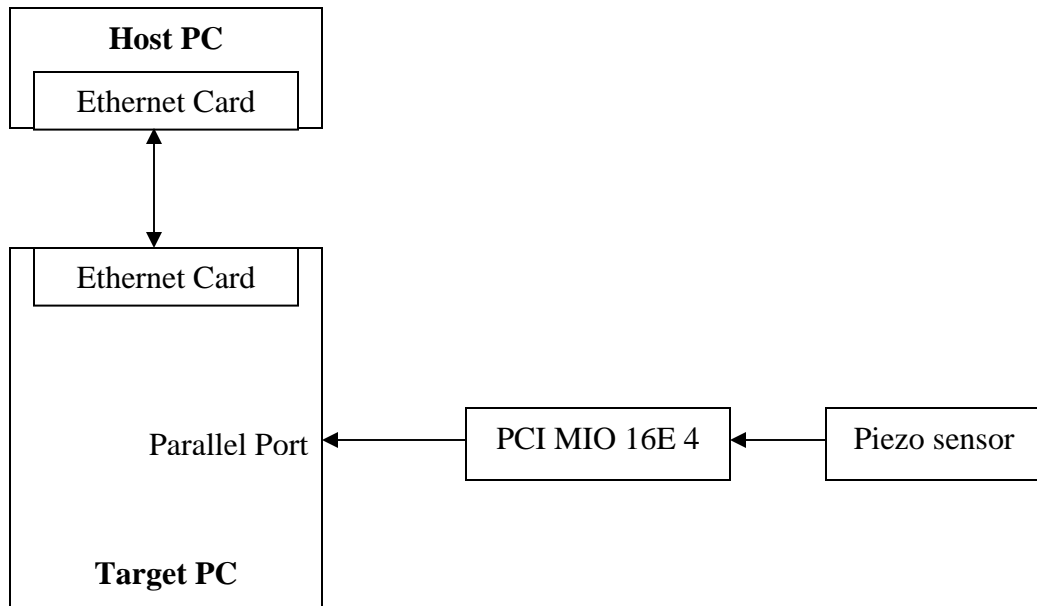 Host PC
Ethernet Card
Ethernet Card
Parallel Port
PCI MIO 16E 4
Piezo sensor
Target PC